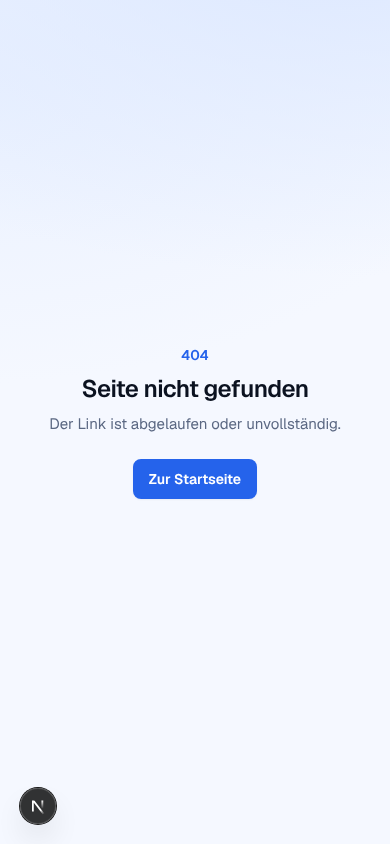 404
Seite nicht gefunden
Der Link ist abgelaufen oder unvollständig.
Zur Startseite
N